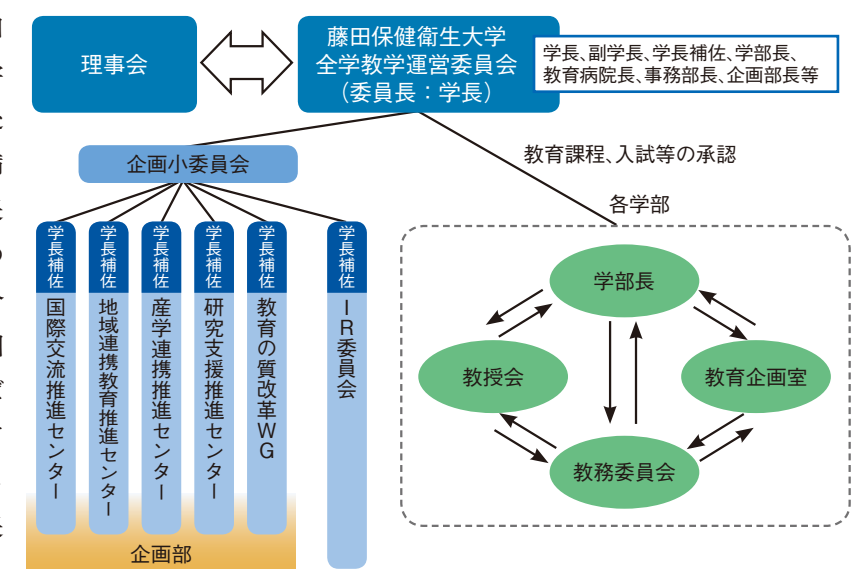 理事会
藤田保健衛生大学
全学教学運営委員会
（委員長：学長）
学長、副学長、学長補佐、学部長、
教育病院長、事務部長、企画部長等
企画小委員会
教育課程、入試等の承認
各学部
学長補佐
国際交流推進センター
学長補佐
地域連携教育推進センター
学長補佐
産学連携推進センター
学長補佐
研究支援推進センター
学長補佐
教育の質改革WG
学長補佐
IR委員会
企画部
学部長
教授会
教育企画室
教務委員会